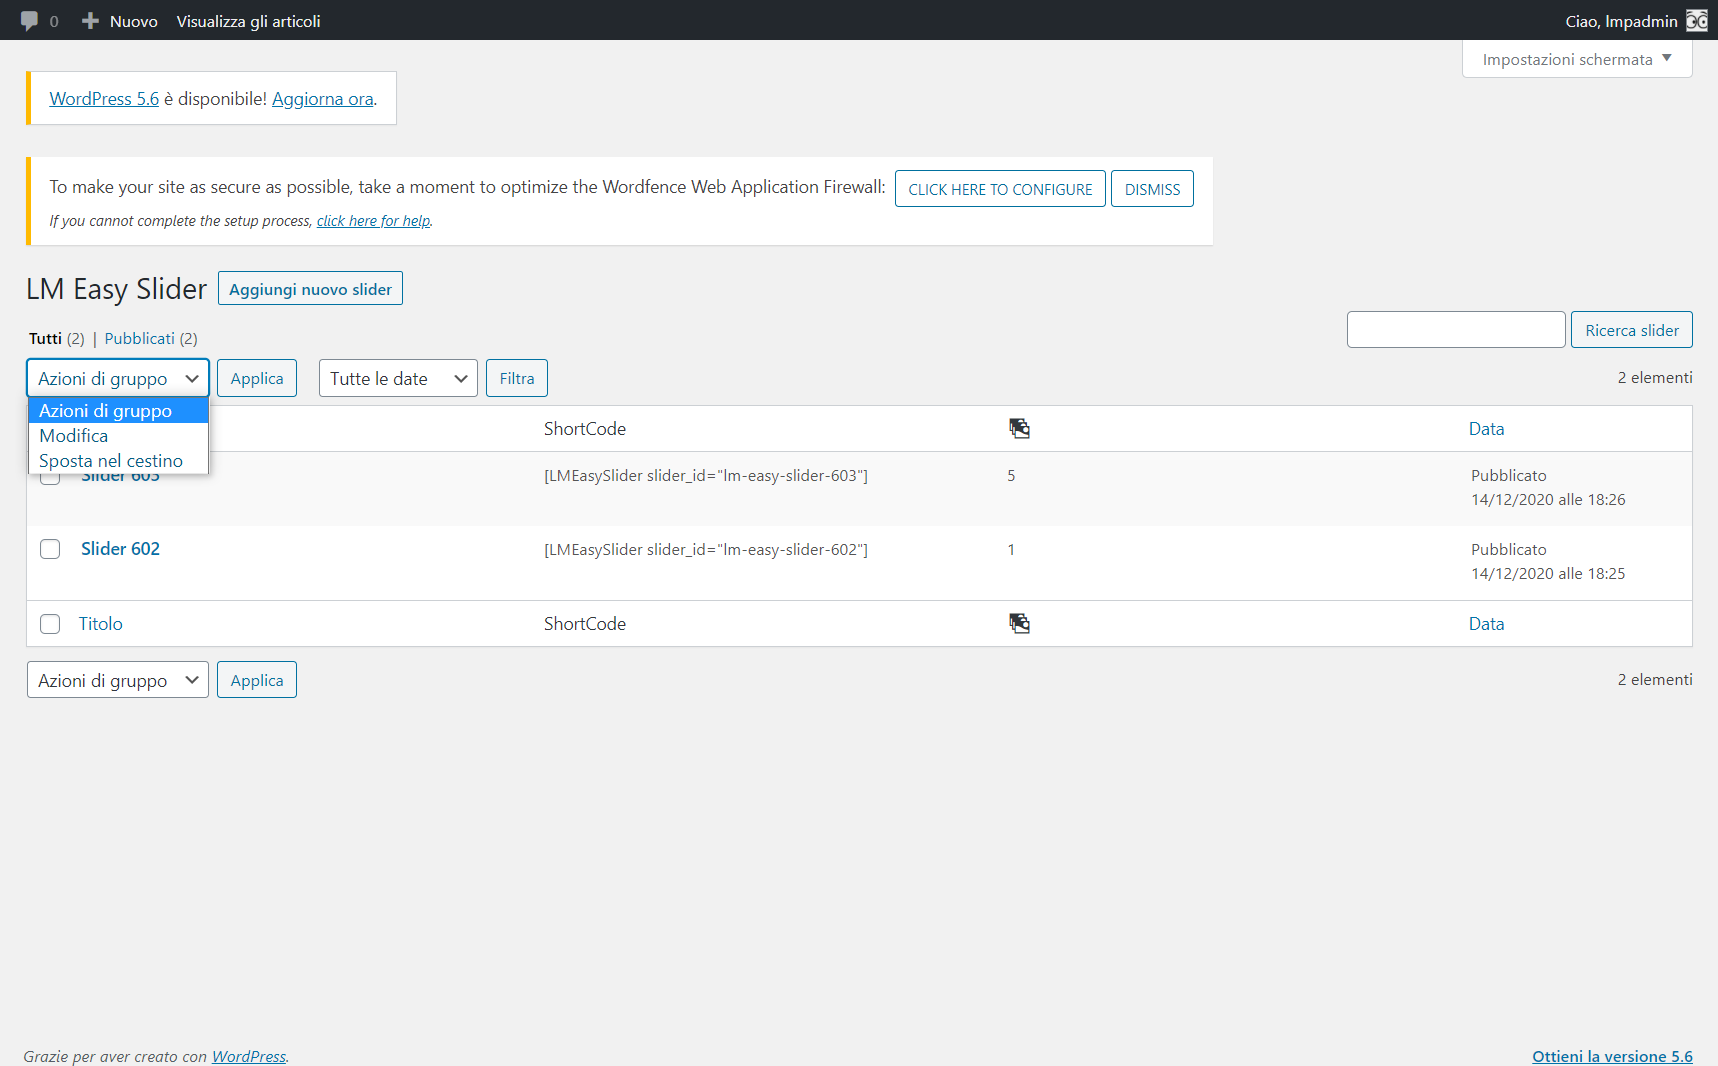 0 Nuovo Visualizza gli articoli Ciao, lmpadmin
Impostazioni schermata
WordPress 5.6 è disponibile! Aggiorna ora.
To make your site as secure as possible, take a moment to optimize the Wordfence Web Application Firewall: CLICK HERE TO CONFIGURE DISMISS
If you cannot complete the setup process, click here for help.
LM Easy Slider Aggiungi nuovo slider
Tutti (2) | Pubblicati (2)
Ricerca slider
Azioni di gruppo Applica Tutte le date Filtra 2 elementi
Azioni di gruppo
Modifica
Sposta nel cestino
ShortCode Data
Slider 603 [LMEasySlider slider_id="lm-easy-slider-603"] 5 Pubblicato
14/12/2020 alle 18:26
Slider 602 [LMEasySlider slider_id="lm-easy-slider-602"] 1 Pubblicato
14/12/2020 alle 18:25
Titolo ShortCode Data
Azioni di gruppo Applica 2 elementi
Grazie per aver creato con WordPress. Ottieni la versione 5.6